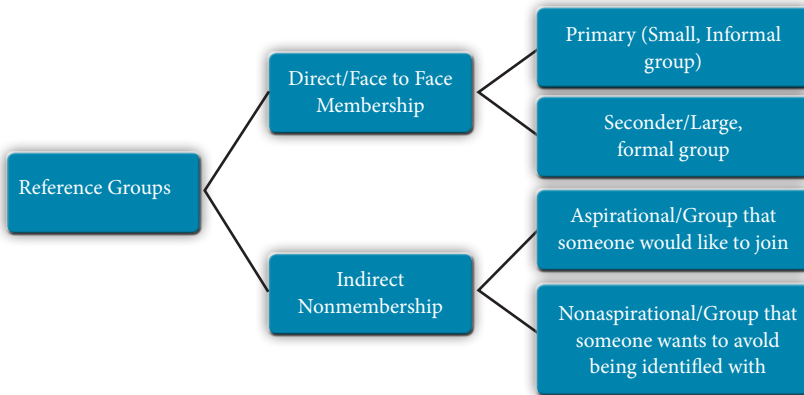 Reference Groups
Direct/Face to Face
Membership
Primary (Small, Informal
group)
Seconder/Large,
formal group
Indirect
Nonmembership
Aspirational/Group that
someone would like to join
Nonaspirational/Group that
someone wants to avold
being identifled with